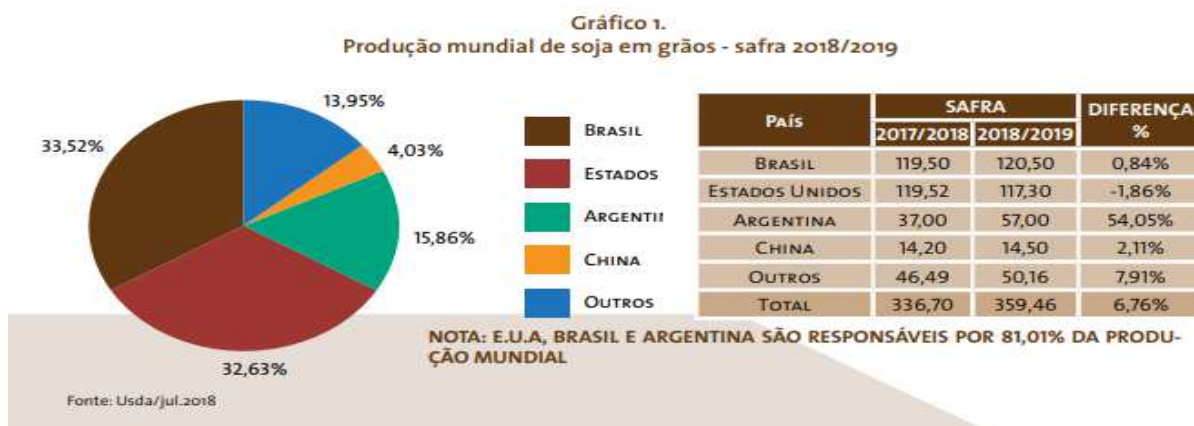 Gráfico 1.
Produção mundial de soja em grãos - safra 2018/2019
13,95%
4,03%
33,52%
15,86%
32,63%
BRASIL
ESTADOS
ARGENTII
CHINA
OUTROS
PAÍS SAFRA DIFERENÇA %
2017/2018 2018/2019
BRASIL 119,50 120,50 0,84%
ESTADOS UNIDOS 119,52 117,30 -1,86%
ARGENTINA 37,00 57,00 54,05%
CHINA 14,20 14,50 2,11%
OUTROS 46,49 50,16 7,91%
TOTAL 336,70 359,46 6,76%
NOTA: E.U.A, BRASIL E ARGENTINA SÃO RESPONSÁVEIS POR 81,01% DA PRODU-
ÇÃO MUNDIAL
Fonte: Usda/jul.2018